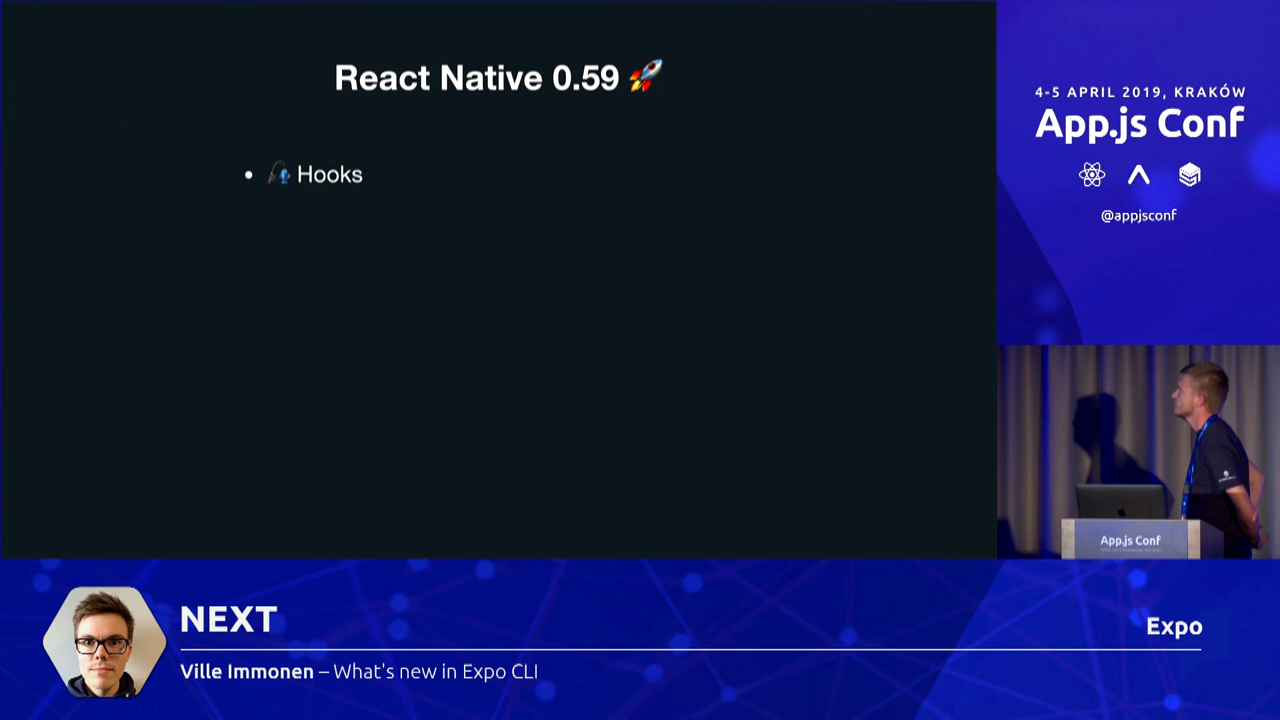 React Native 0.59 🚀
• 🎣 Hooks
4-5 APRIL 2019, KRAKÓW
App.js Conf
@appjsconf
App.js Conf
NEXT
Expo
Ville Immonen – What's new in Expo CLI